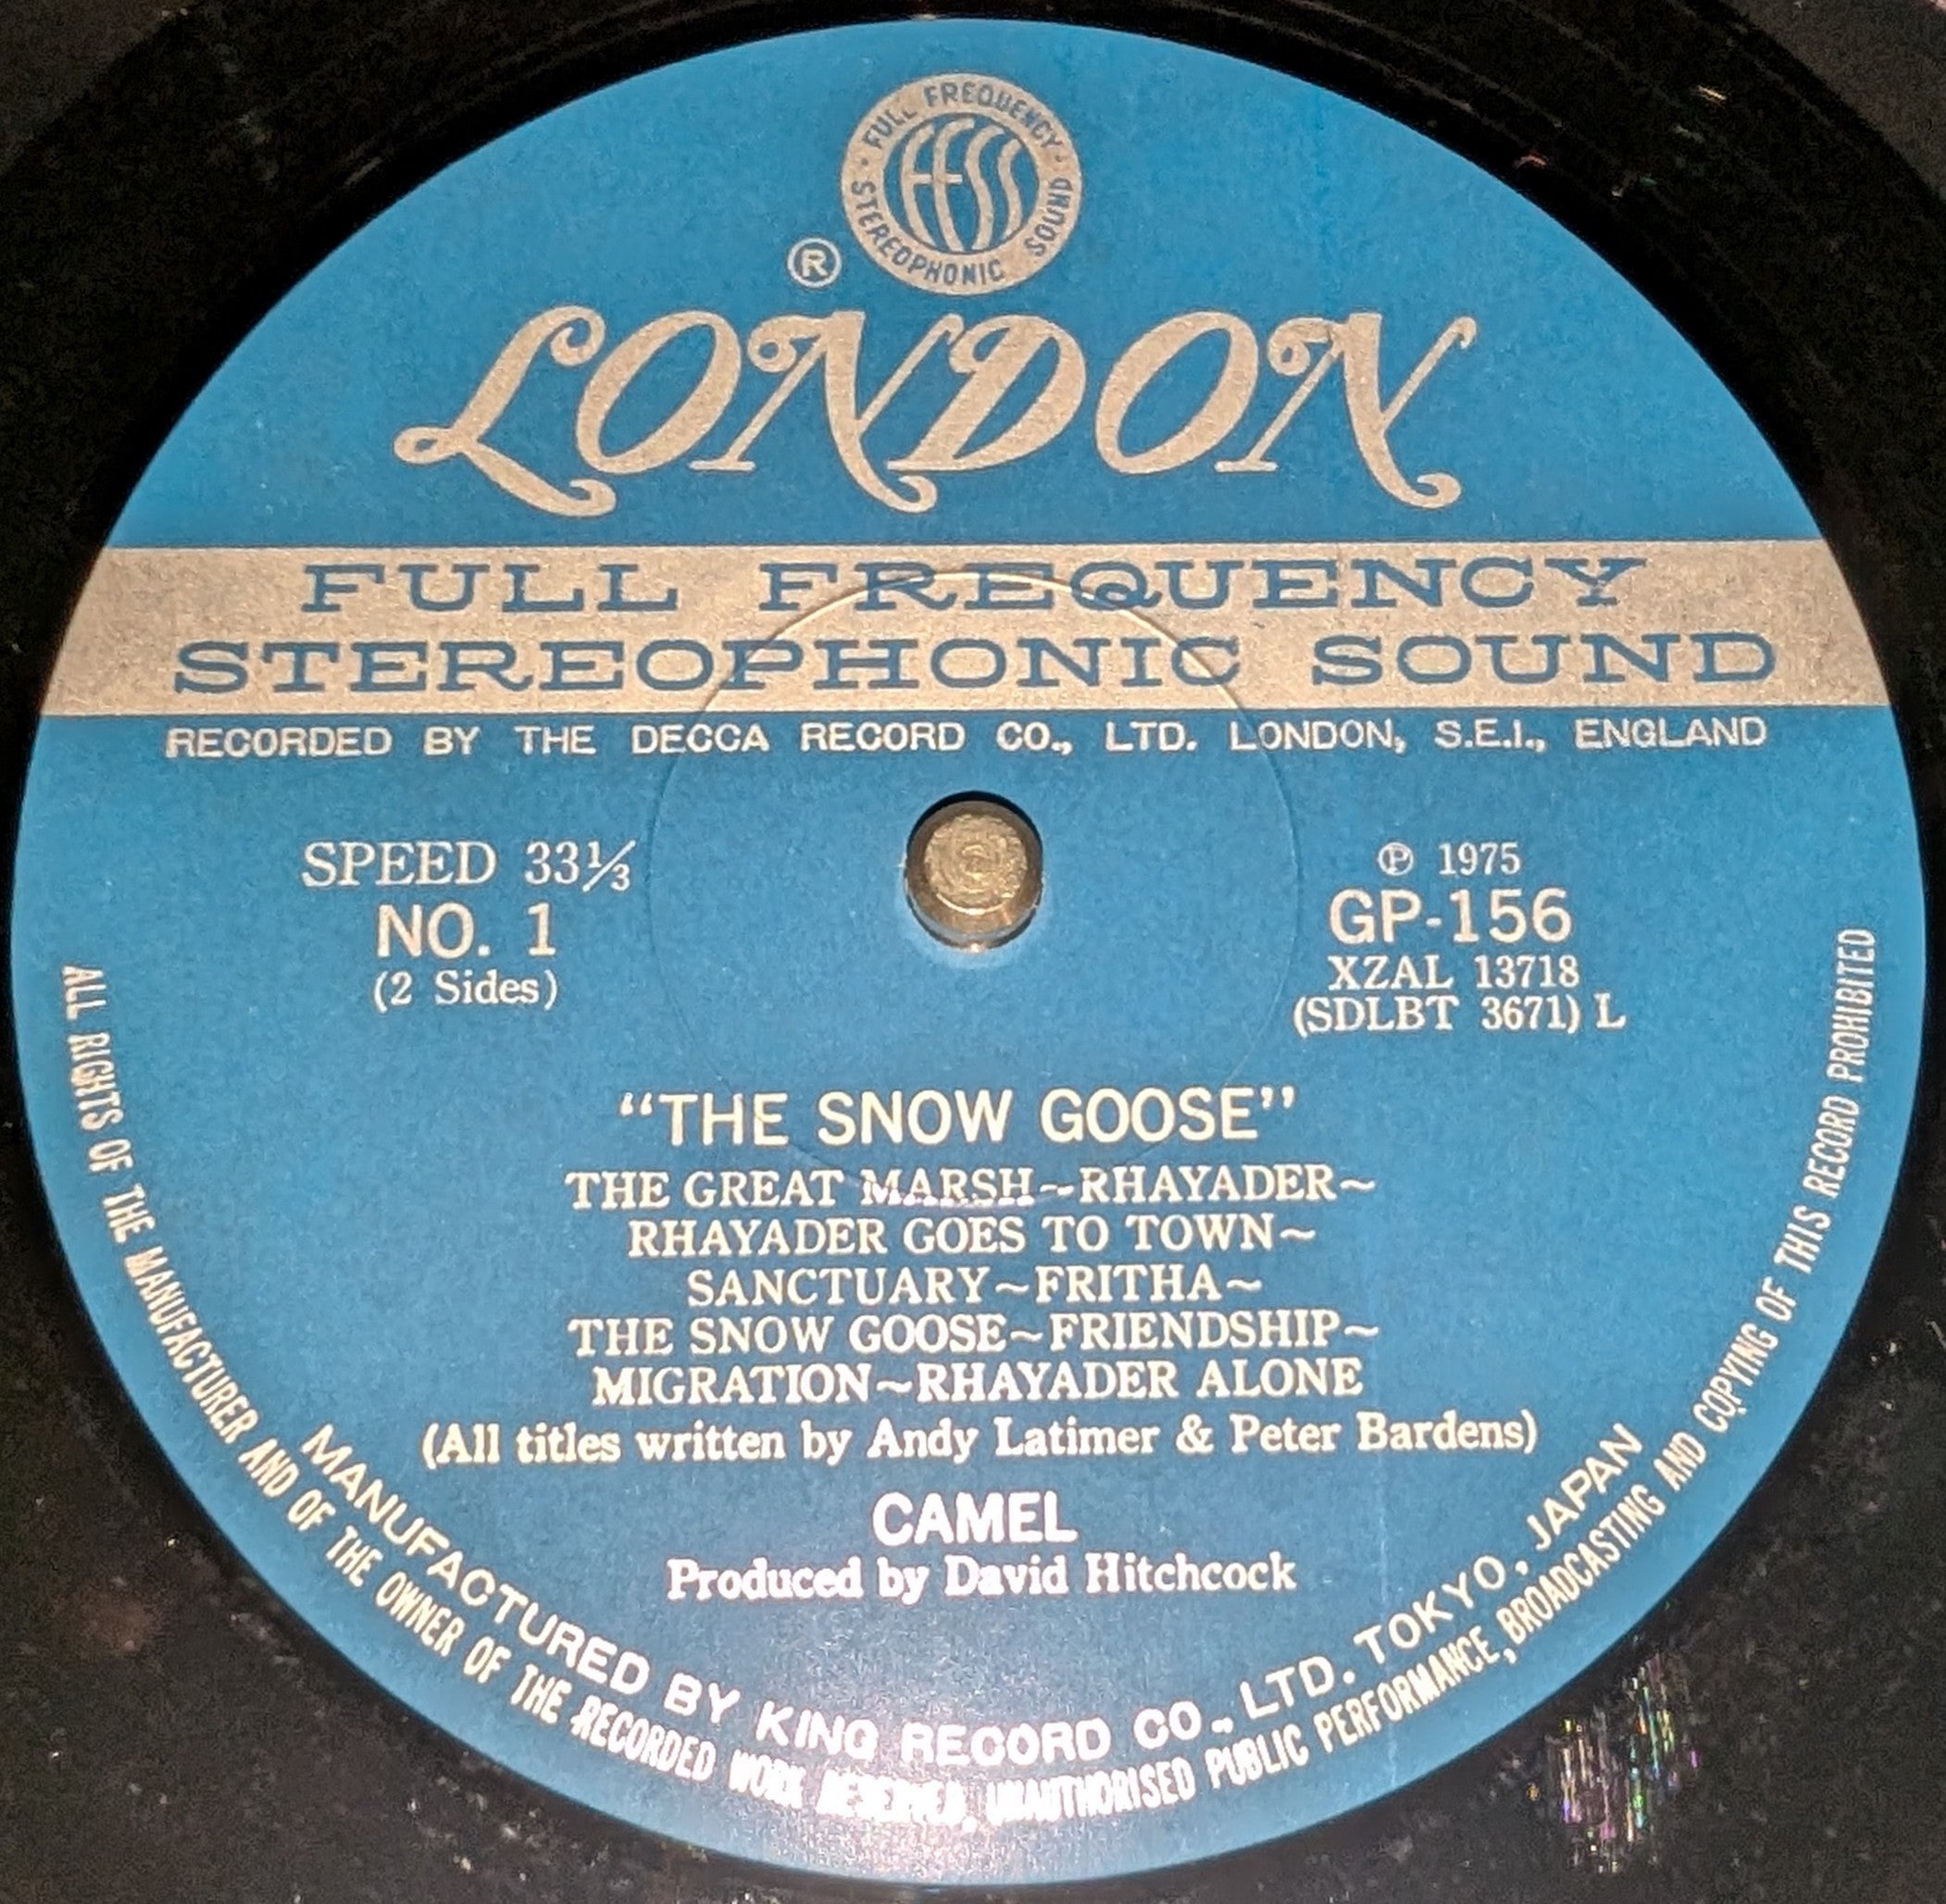 FULL FREQUENCY
FFSS
STEREOPHONIC SOUND
®
LONDON
FULL FREQUENCY
STEREOPHONIC SOUND
RECORDED BY THE DECCA RECORD CO., LTD. LONDON, S.E.I., ENGLAND
SPEED 33⅓
NO. 1
(2 Sides)
℗ 1975
GP-156
XZAL 13718
(SDLBT 3671) L
“THE SNOW GOOSE”
THE GREAT MARSH~RHAYADER~
RHAYADER GOES TO TOWN~
SANCTUARY~FRITHA~
THE SNOW GOOSE~FRIENDSHIP~
MIGRATION~RHAYADER ALONE
(All titles written by Andy Latimer & Peter Bardens)
CAMEL
Produced by David Hitchcock
MANUFACTURED BY KING RECORD CO., LTD. TOKYO, JAPAN
ALL RIGHTS OF THE MANUFACTURER AND OF THE OWNER OF THE RECORDED WORK RESERVED. UNAUTHORISED PUBLIC PERFORMANCE, BROADCASTING AND COPYING OF THIS RECORD PROHIBITED